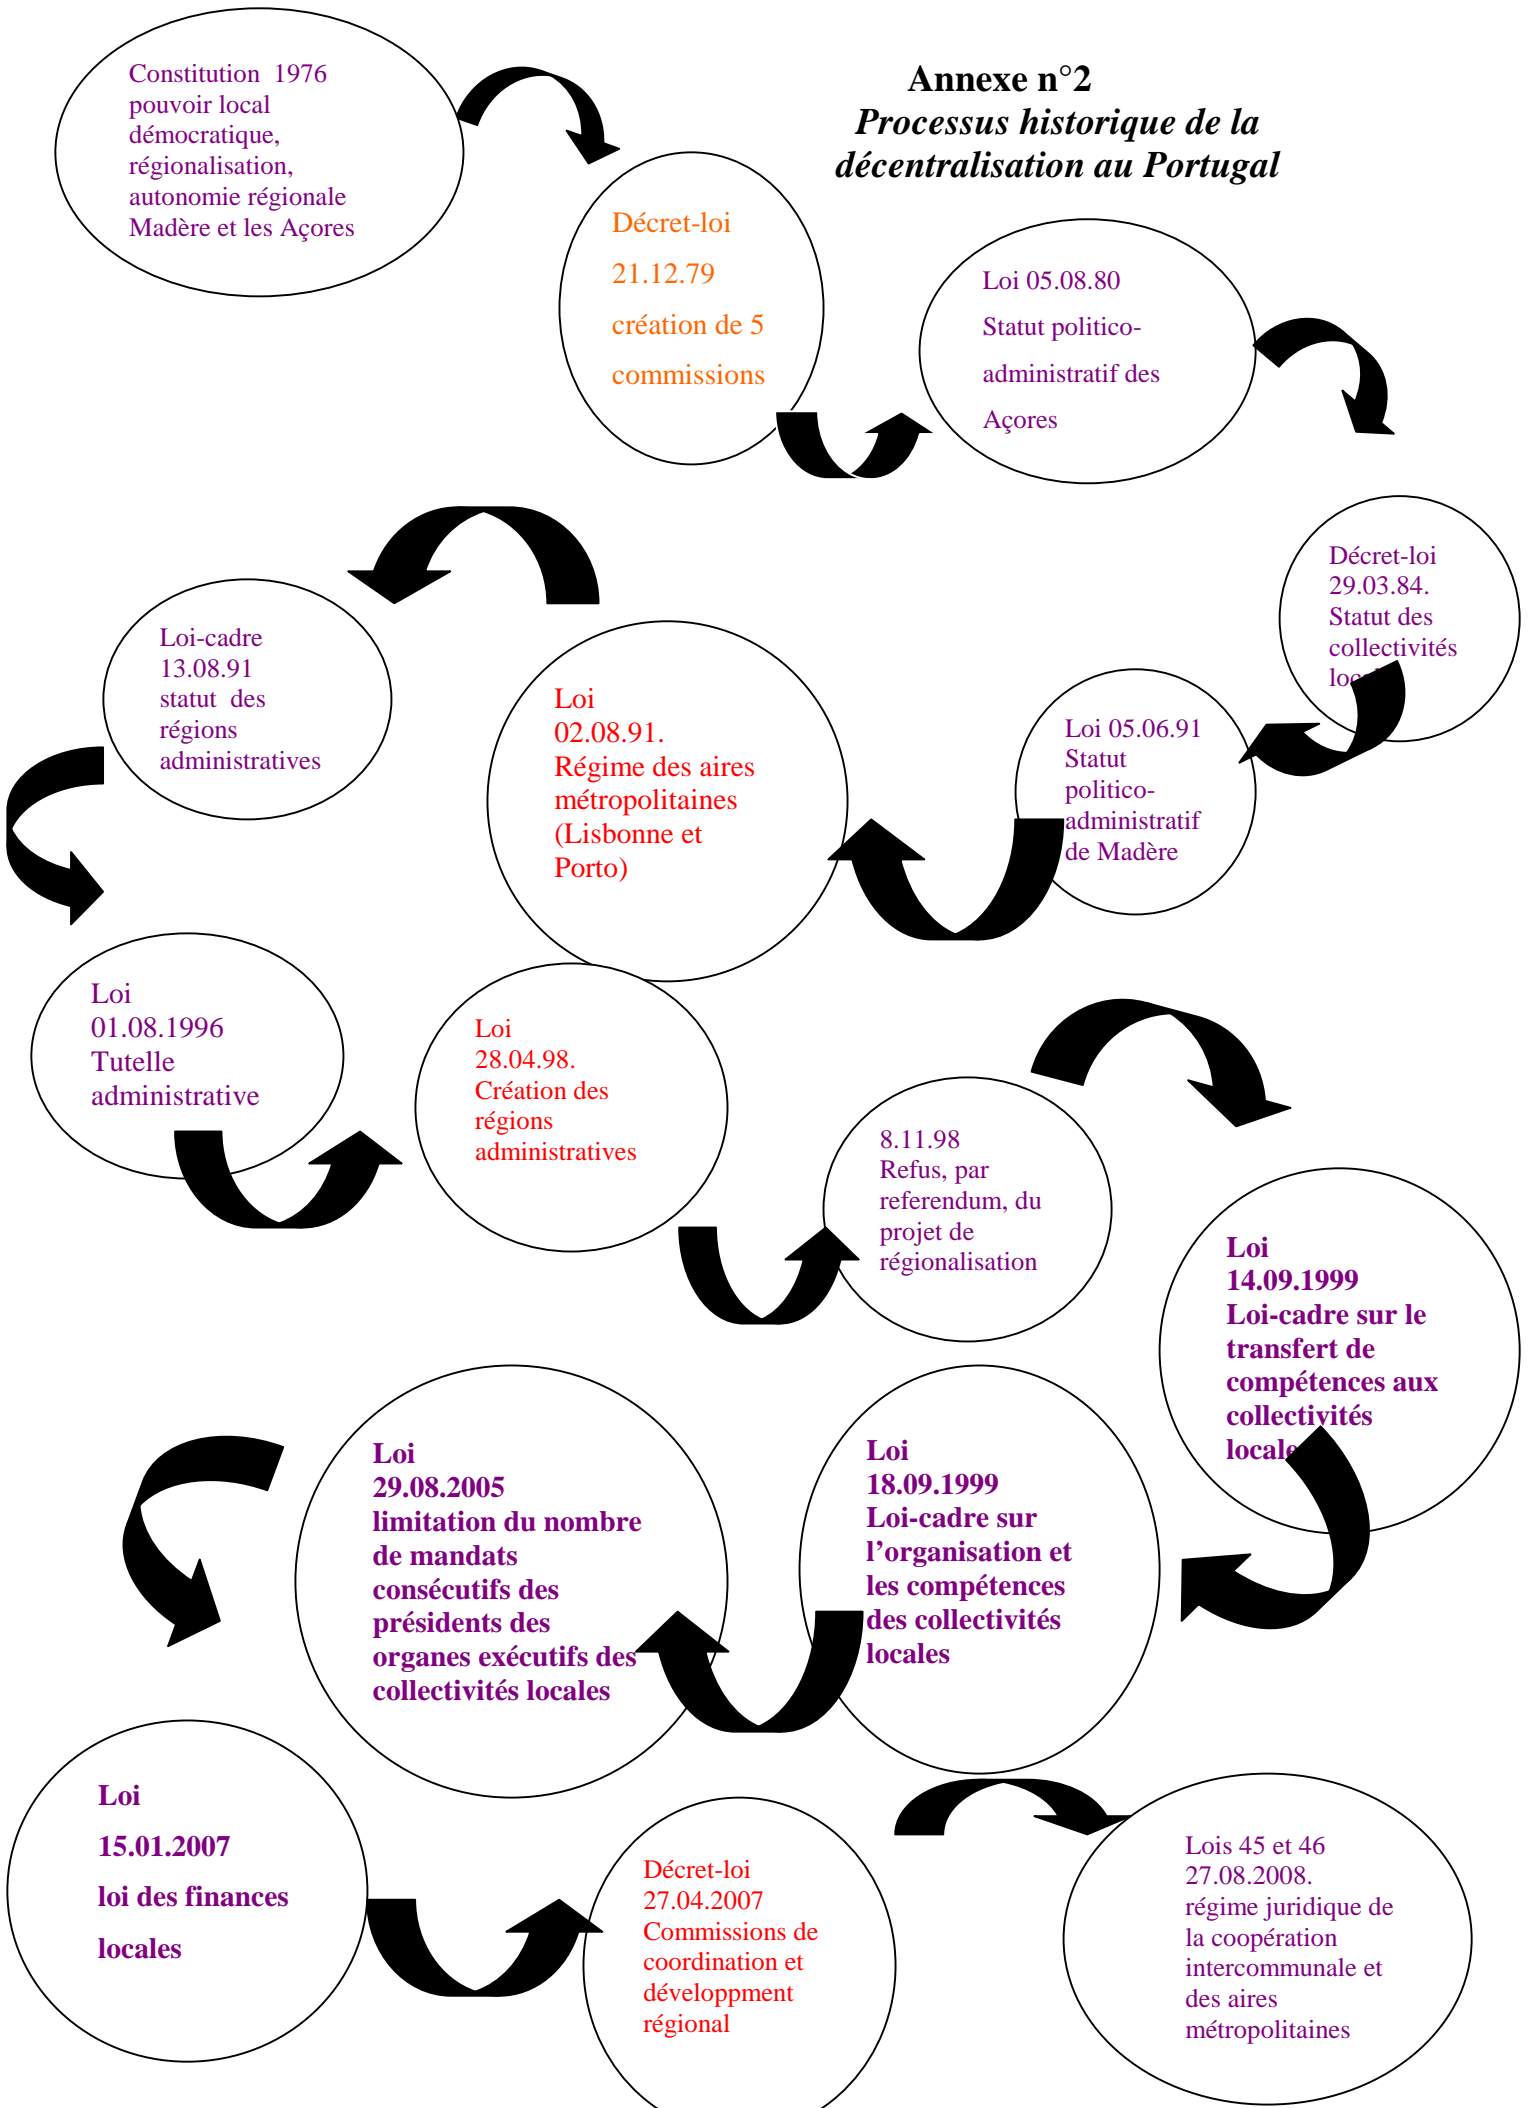 Annexe n°2
Processus historique de la
décentralisation au Portugal
Constitution 1976
pouvoir local
démocratique,
régionalisation,
autonomie régionale
Madère et les Açores
Décret-loi
21.12.79
création de 5
commissions
Loi 05.08.80
Statut politico-
administratif des
Açores
Décret-loi
29.03.84.
Statut des
collectivités
Loi 05.06.91
Statut
politico-
administratif
de Madère
Loi
02.08.91.
Régime des aires
métropolitaines
(Lisbonne et
Porto)
Loi-cadre
13.08.91
statut des
régions
administratives
Loi
01.08.1996
Tutelle
administrative
Loi
28.04.98.
Création des
régions
administratives
8.11.98
Refus, par
referendum, du
projet de
régionalisation
Loi
14.09.1999
Loi-cadre sur le
transfert de
compétences aux
collectivités
locale
Loi
18.09.1999
Loi-cadre sur
l’organisation et
les compétences
des collectivités
locales
Loi
29.08.2005
limitation du nombre
de mandats
consécutifs des
présidents des
organes exécutifs des
collectivités locales
Loi
15.01.2007
loi des finances
locales
Décret-loi
27.04.2007
Commissions de
coordination et
développment
régional
Lois 45 et 46
27.08.2008.
régime juridique de
la coopération
intercommunale et
des aires
métropolitaines